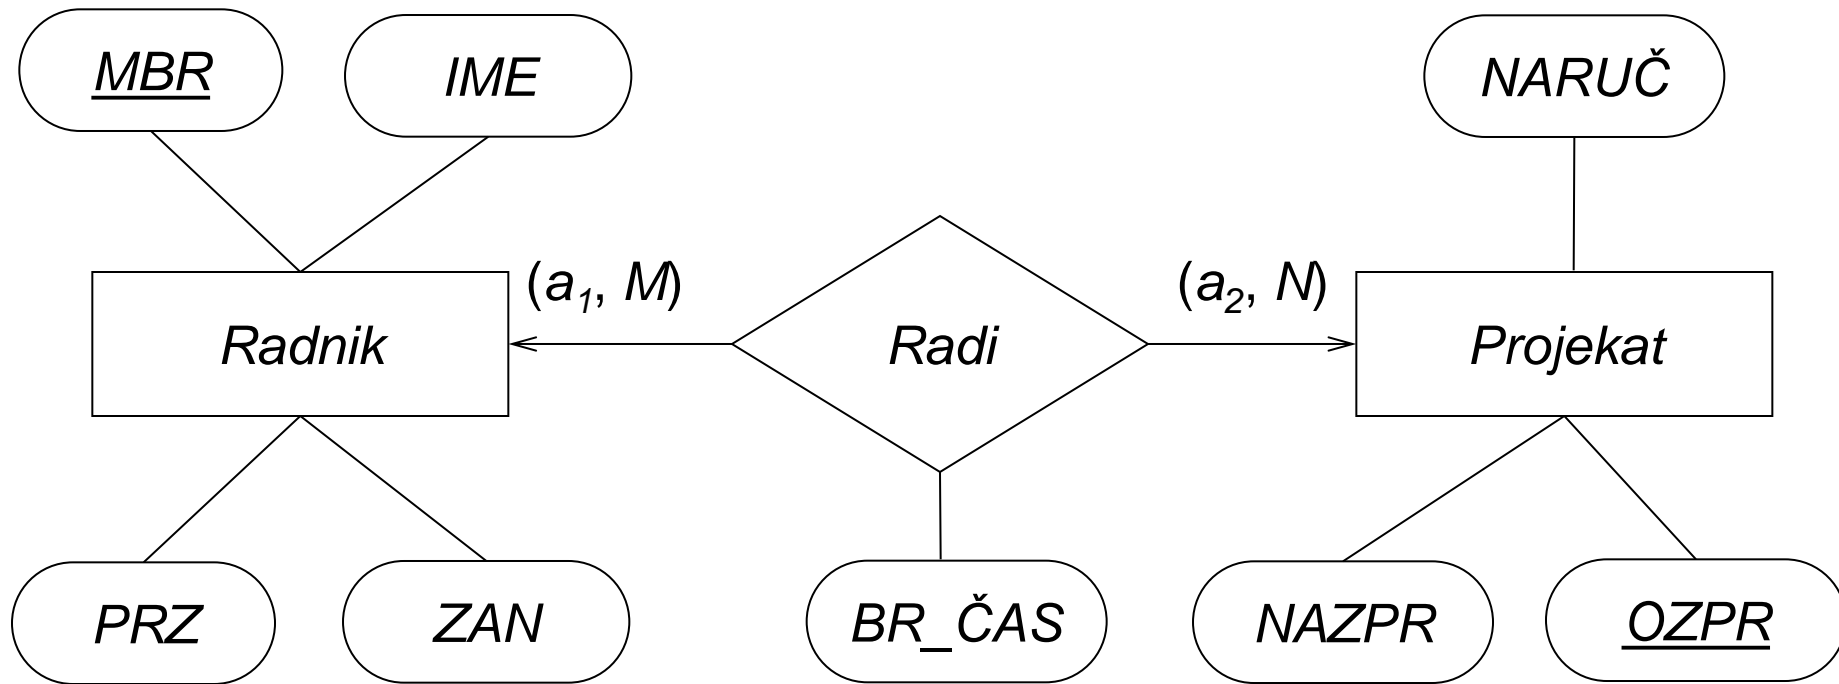 MBR
IME
NARUČ
(a₁, M)
(a₂, N)
Radnik
Radi
Projekat
PRZ
ZAN
BR_ČAS
NAZPR
OZPR